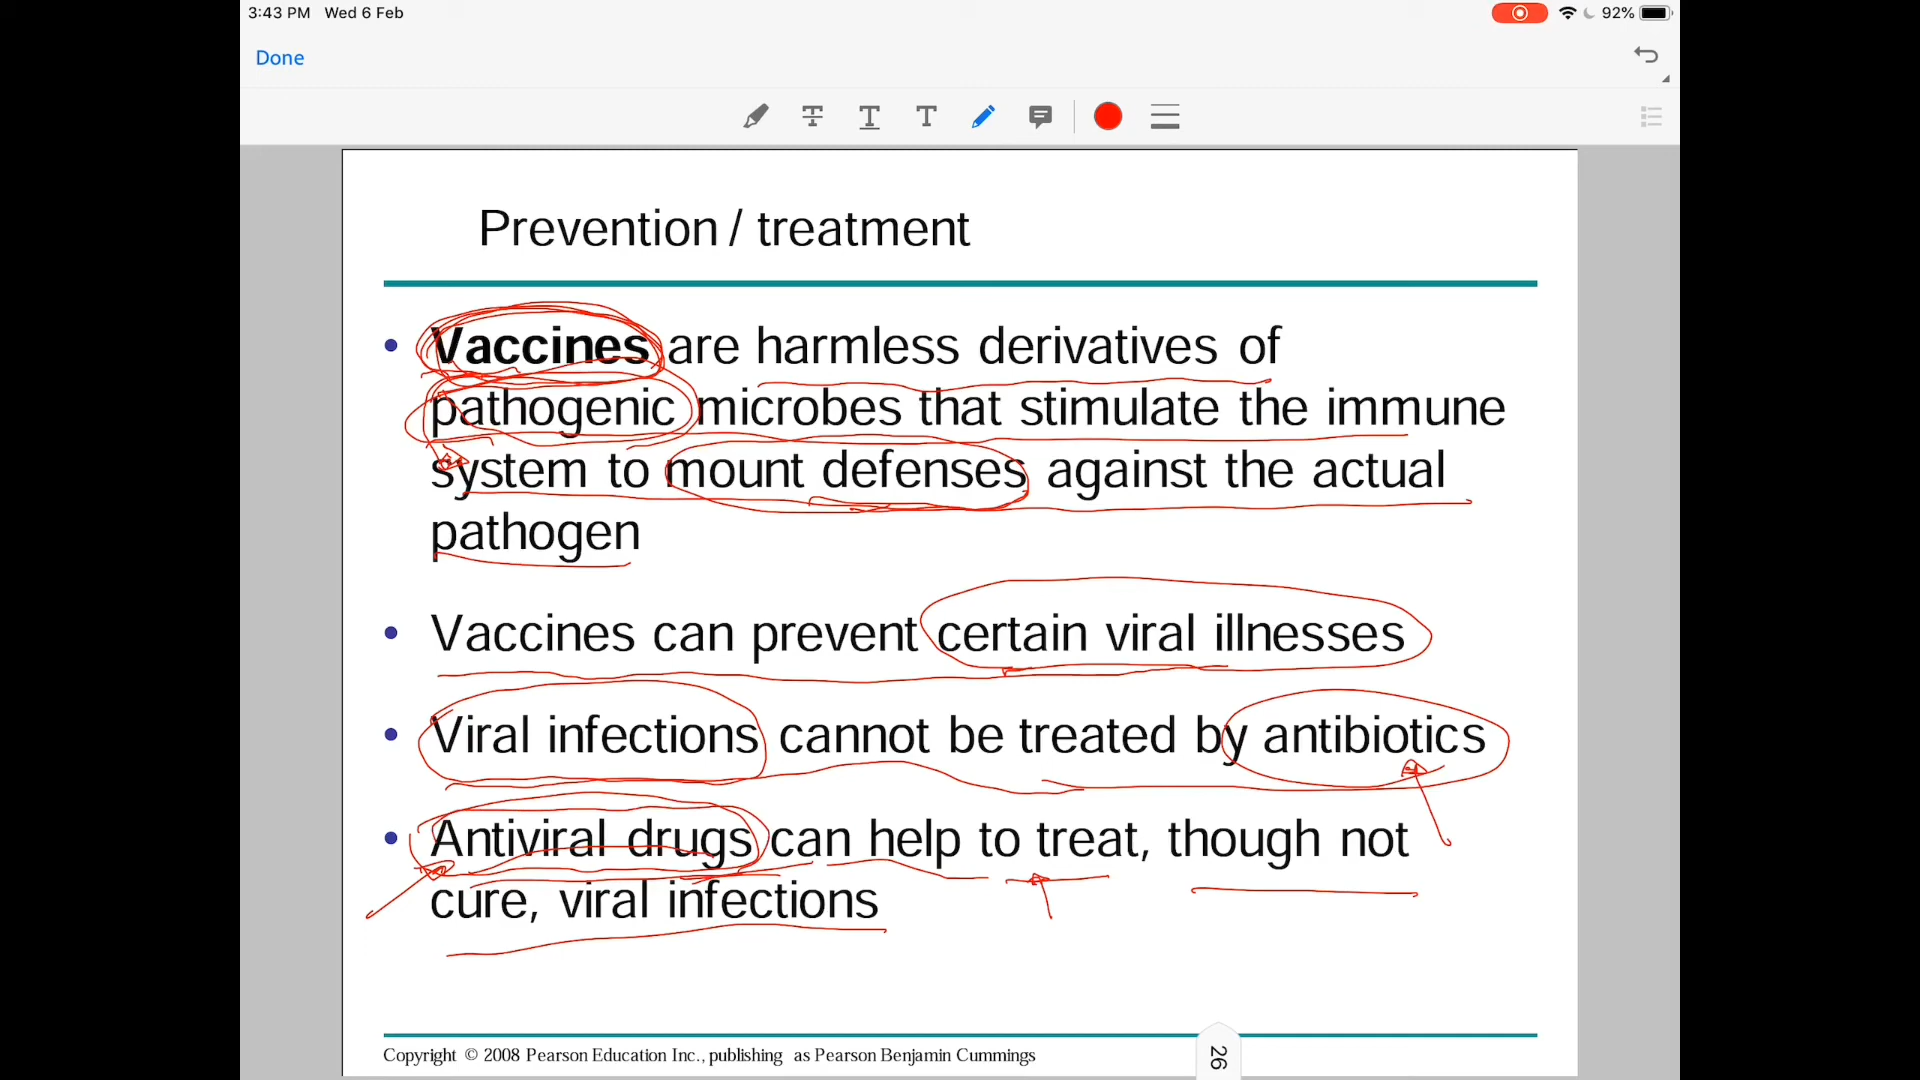 3:43 PM Wed 6 Feb
92%
Done
Prevention / treatment
• Vaccines are harmless derivatives of
pathogenic microbes that stimulate the immune
system to mount defenses against the actual
pathogen
• Vaccines can prevent certain viral illnesses
• Viral infections cannot be treated by antibiotics
• Antiviral drugs can help to treat, though not
cure, viral infections
Copyright © 2008 Pearson Education Inc., publishing as Pearson Benjamin Cummings
26